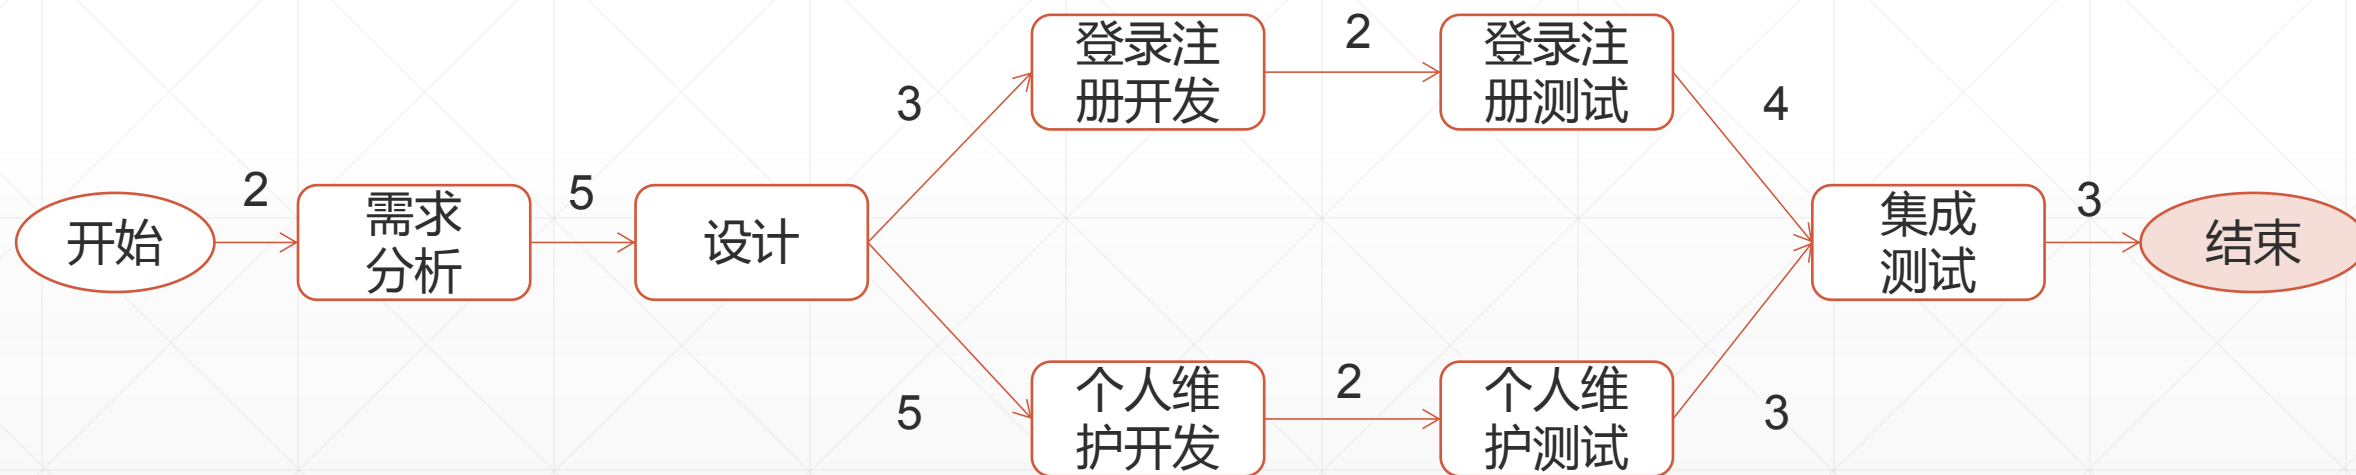 登录注
册开发
2
登录注
册测试
3
4
开始
2
需求
分析
5
设计
集成
测试
3
结束
5
个人维
护开发
2
个人维
护测试
3